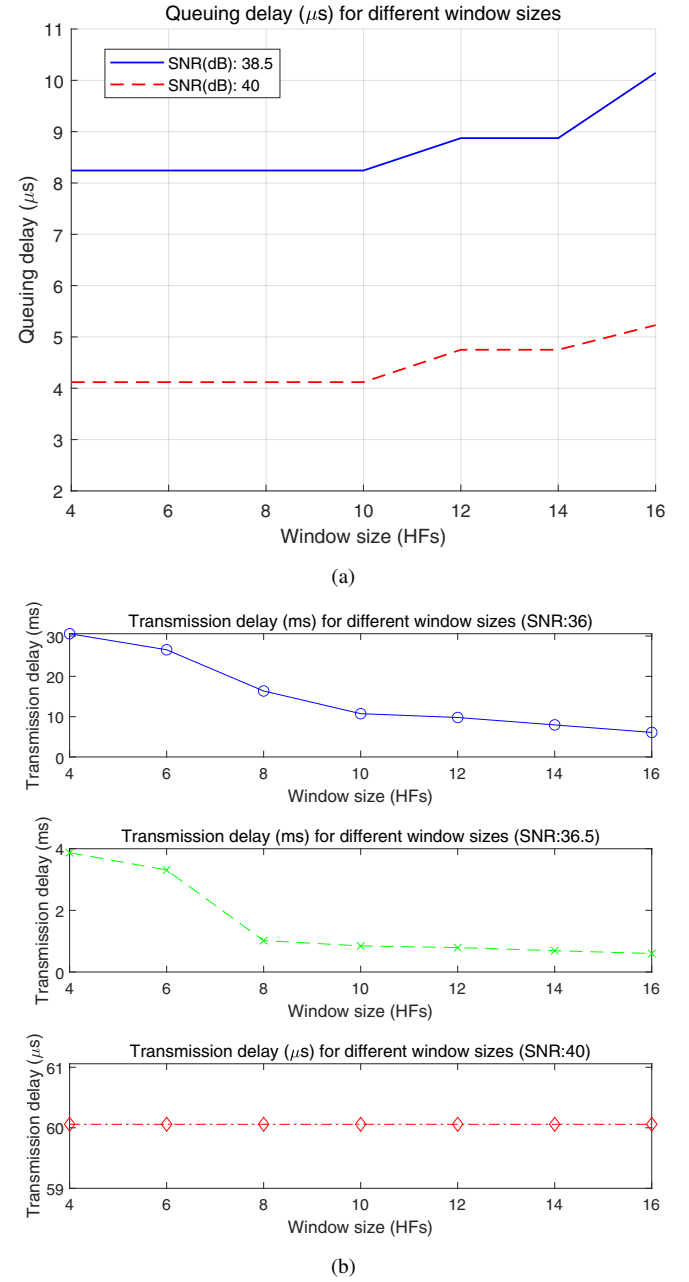 Queuing delay (μs) for different window sizes
11
10
9
8
7
6
5
4
3
2
Queuing delay (μs)
SNR(dB): 38.5
SNR(dB): 40
4 6 8 10 12 14 16
Window size (HFs)
(a)
Transmission delay (ms) for different window sizes (SNR:36)
Transmission delay (ms)
30
20
10
0
4 6 8 10 12 14 16
Window size (HFs)
Transmission delay (ms) for different window sizes (SNR:36.5)
Transmission delay (ms)
4
2
0
4 6 8 10 12 14 16
Window size (HFs)
Transmission delay (μs) for different window sizes (SNR:40)
Transmission delay (μs)
61
60
59
4 6 8 10 12 14 16
Window size (HFs)
(b)